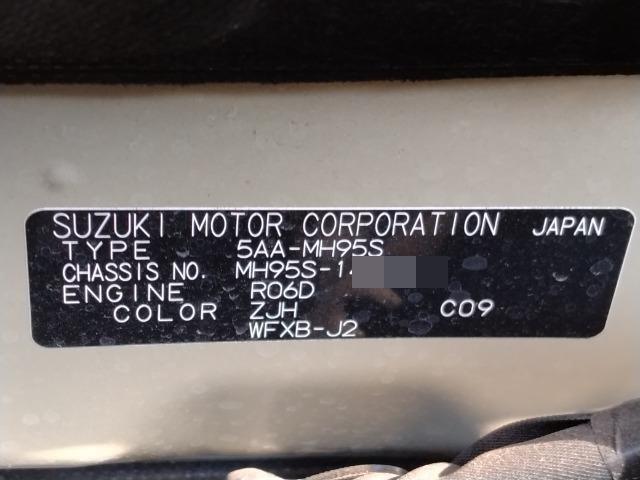 SUZUKI MOTOR CORPORATION JAPAN
TYPE 5AA-MH95S
CHASSIS NO. MH95S-1
ENGINE R06D
COLOR ZJH C09
WFXB-J2